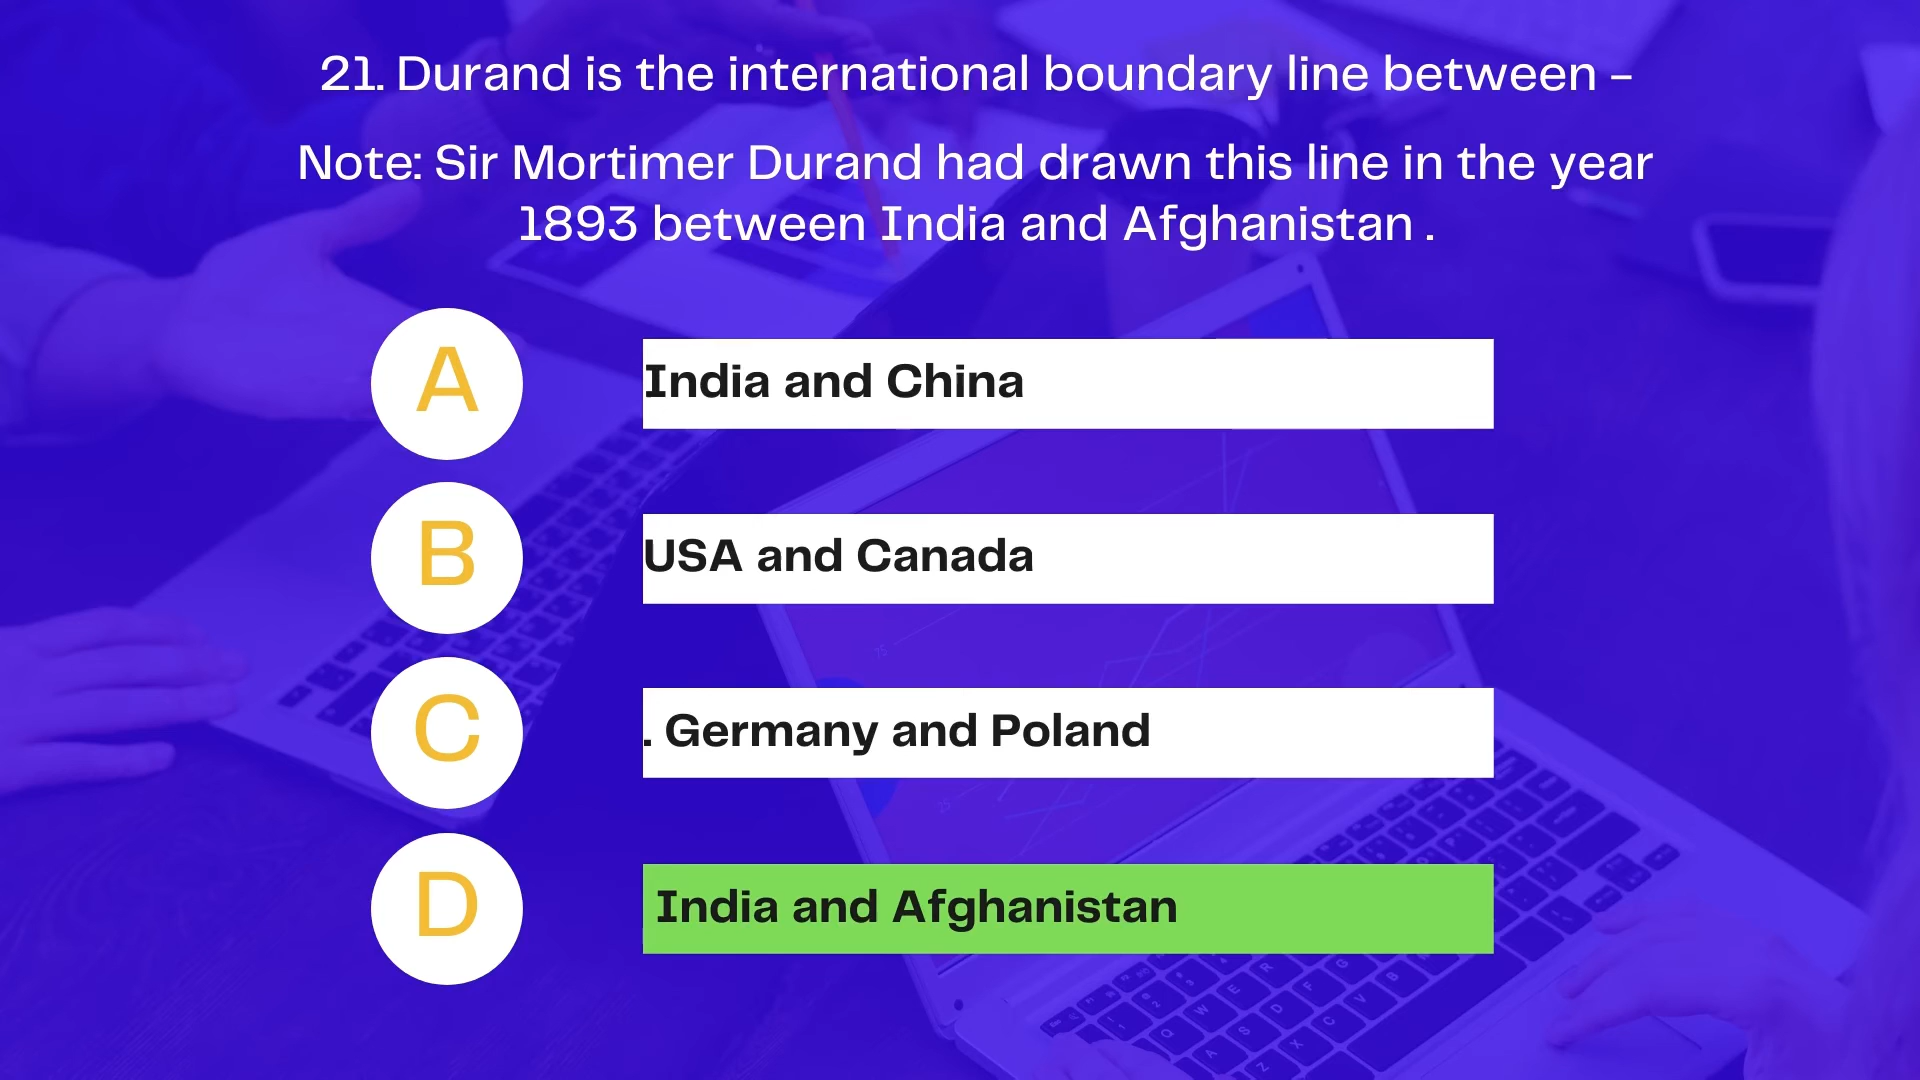 21. Durand is the international boundary line between –
Note: Sir Mortimer Durand had drawn this line in the year
1893 between India and Afghanistan .
A
India and China
B
USA and Canada
C
. Germany and Poland
D
India and Afghanistan